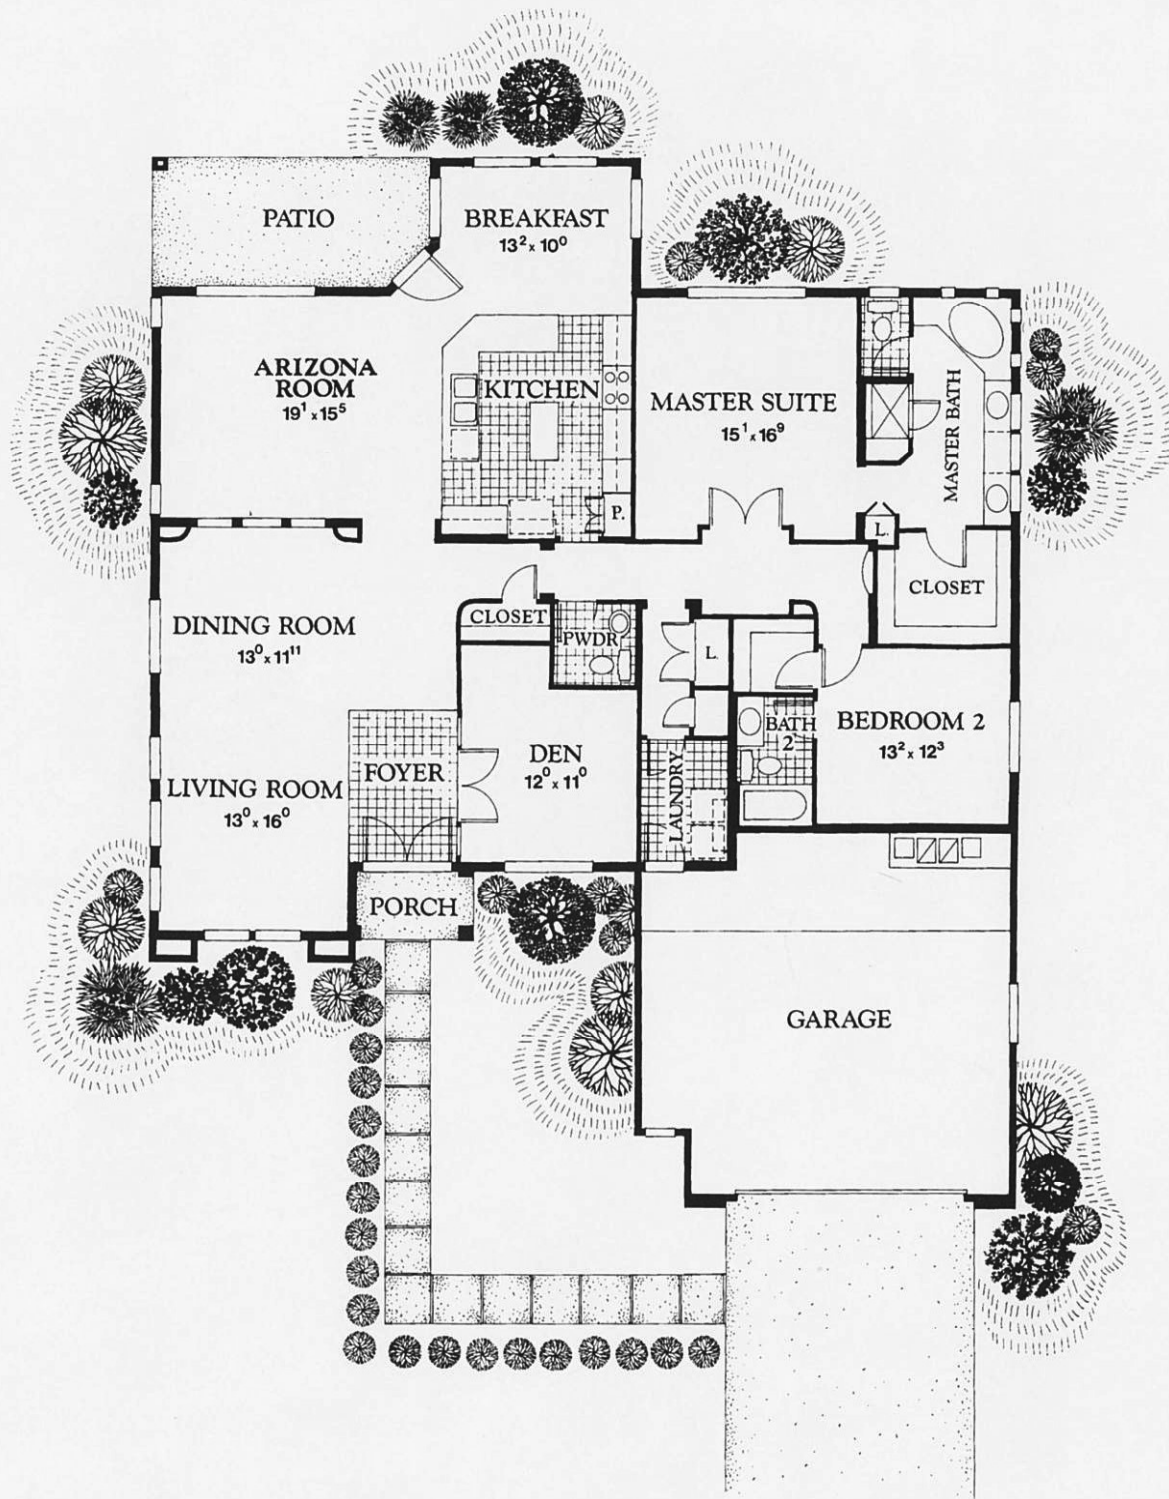 PATIO
BREAKFAST
13² x 10⁰
ARIZONA
ROOM
19¹ x 15⁵
KITCHEN
P.
MASTER SUITE
15¹ x 16⁹
MASTER BATH
L.
CLOSET
DINING ROOM
13⁰ x 11¹¹
CLOSET
PWDR
L.
LIVING ROOM
13⁰ x 16⁰
FOYER
DEN
12⁰ x 11⁰
LAUNDRY
BATH
2
BEDROOM 2
13² x 12³
PORCH
GARAGE